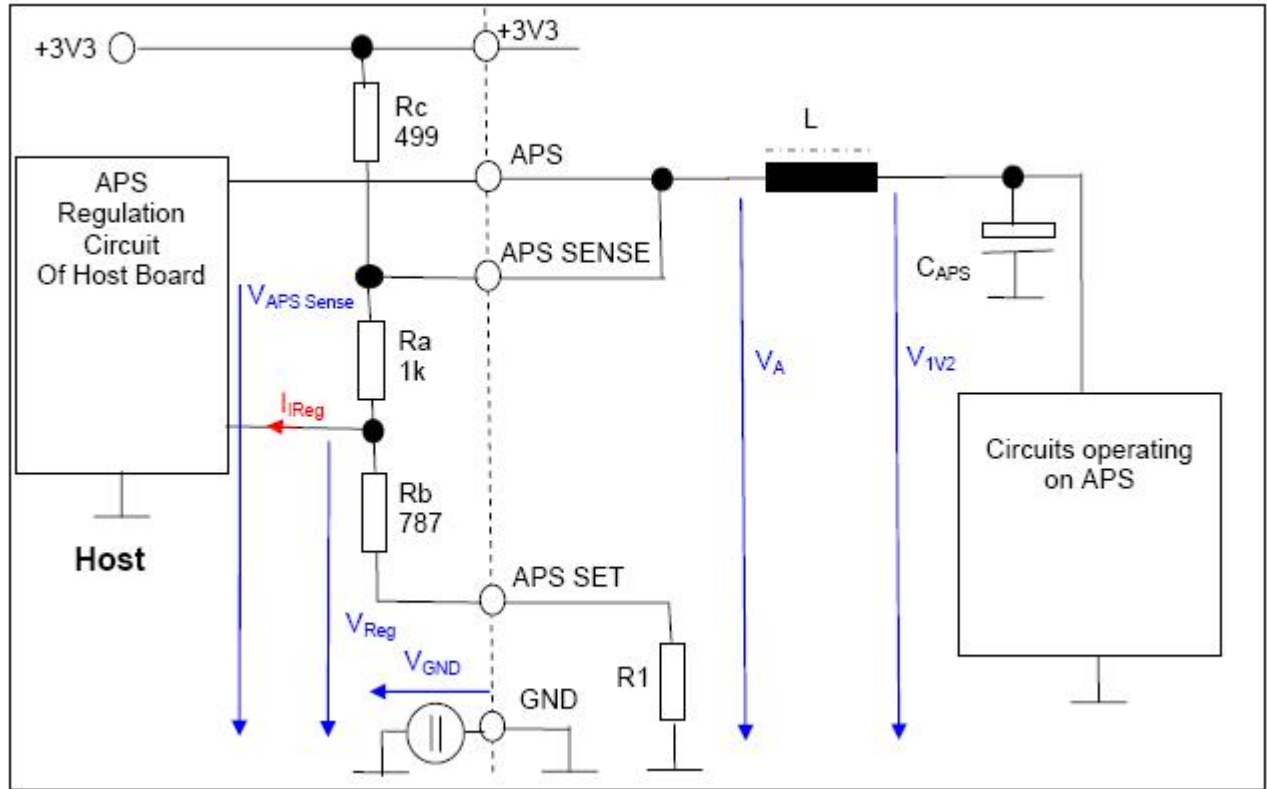 +3V3
+3V3
Rc
499
L
APS
APS
Regulation
Circuit
Of Host Board
APS SENSE
CAPS
VAPS Sense
Ra
1k
VA
V1V2
IIReg
Circuits operating
on APS
Rb
787
Host
APS SET
VReg
VGND
R1
GND